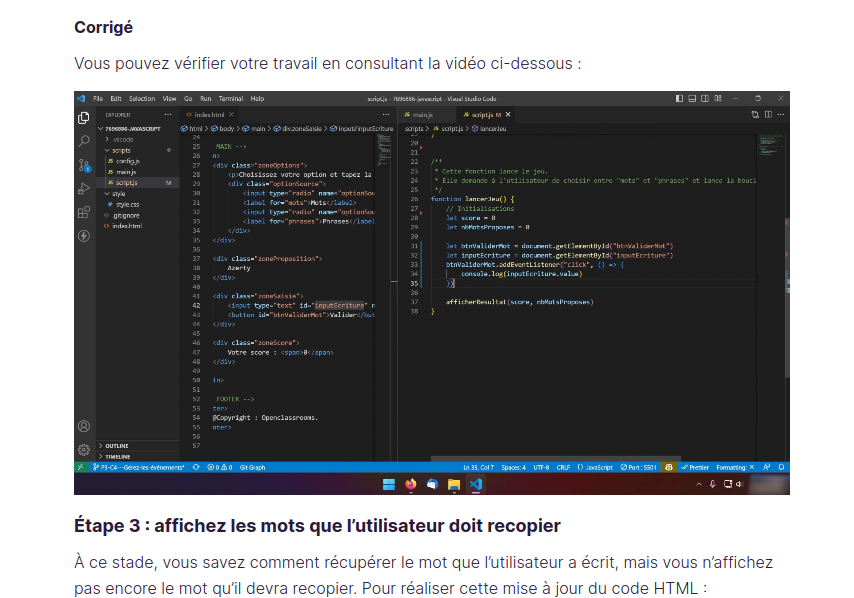 Corrigé
Vous pouvez vérifier votre travail en consultant la vidéo ci-dessous :
File Edit Selection View Go Run Terminal Help
script.js - 7696886-javascript - Visual Studio Code
EXPLORER
7696886-JAVASCRIPT
.vscode
scripts
config.js
main.js
script.js M
style
style.css
.gitignore
index.html
OUTLINE
TIMELINE
index.html
html > body > main > div.zoneSaisie > input#inputEcriture
24
25 MAIN -->
26 n>
27 <div class="zoneOptions">
28 <p>Choisissez votre option et tapez la
29 <div class="optionSource">
30 <input type="radio" name="optionSou
31 <label for="mots">Mots</label>
32 <input type="radio" name="optionSou
33 <label for="phrases">Phrases</label
34 </div>
35 </div>
36
37 <div class="zoneProposition">
38 Azerty
39 </div>
40
41 <div class="zoneSaisie">
42 <input type="text" id="inputEcriture" n
43 <button id="btnValiderMot">Valider</but
44 </div>
45
46 <div class="zoneScore">
47 Votre score : <span>0</span>
48 </div>
49
50 in>
51
52 FOOTER -->
53 ter>
54 @Copyright : Openclassrooms.
55 nter>
56
57
main.js
script.js M
scripts > script.js > lancerJeu
20
21
22 /**
23 * Cette fonction lance le jeu.
24 * Elle demande à l'utilisateur de choisir entre "mots" et "phrases" et lance la boucl
25 */
26 function lancerJeu() {
27 // Initialisations
28 let score = 0
29 let nbMotsProposes = 0
30
31 let btnValiderMot = document.getElementById("btnValiderMot")
32 let inputEcriture = document.getElementById("inputEcriture")
33 btnValiderMot.addEventListener("click", () => {
34 console.log(inputEcriture.value)
35 })
36
37 afficherResultat(score, nbMotsProposes)
38 }
P3-C4---Gérez-les-événements* 0 0 Git Graph
Ln 35, Col 7 Spaces: 4 UTF-8 CRLF {} JavaScript Port : 5501 Prettier Formatting: ×
Étape 3 : affichez les mots que l’utilisateur doit recopier
À ce stade, vous savez comment récupérer le mot que l’utilisateur a écrit, mais vous n’affichez
pas encore le mot qu’il devra recopier. Pour réaliser cette mise à jour du code HTML :